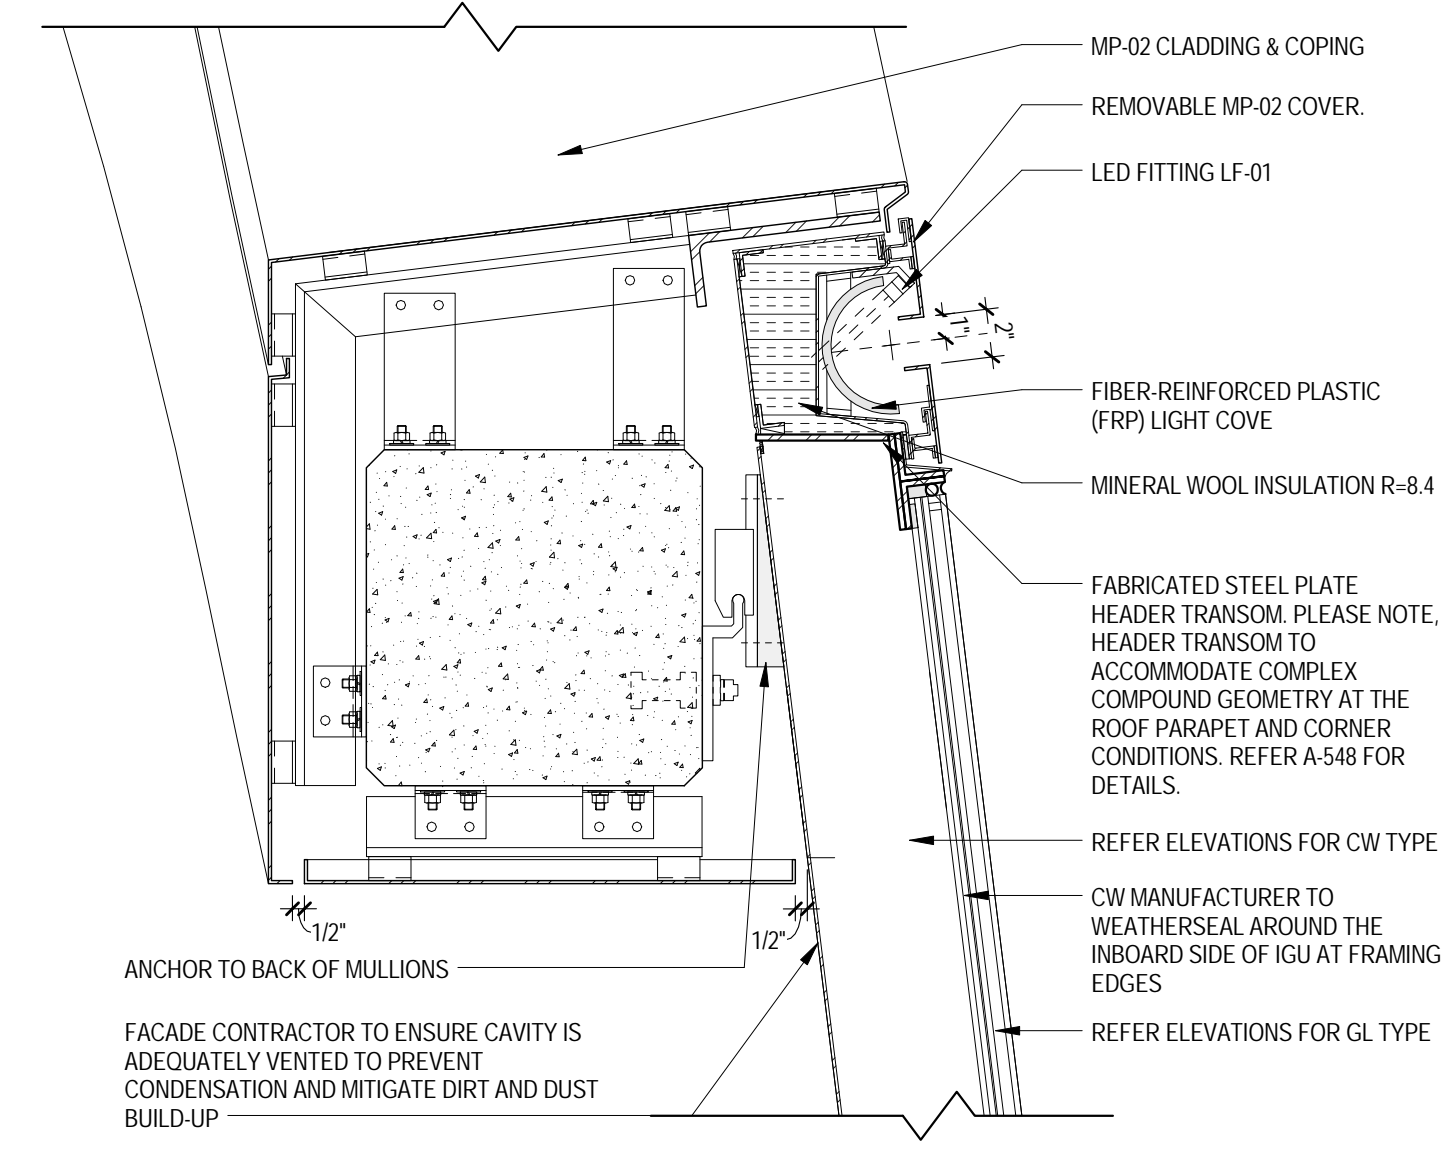 MP-02 CLADDING & COPING
REMOVABLE MP-02 COVER.
LED FITTING LF-01
1"
2"
FIBER-REINFORCED PLASTIC
(FRP) LIGHT COVE
MINERAL WOOL INSULATION R=8.4
FABRICATED STEEL PLATE
HEADER TRANSOM. PLEASE NOTE,
HEADER TRANSOM TO
ACCOMMODATE COMPLEX
COMPOUND GEOMETRY AT THE
ROOF PARAPET AND CORNER
CONDITIONS. REFER A-548 FOR
DETAILS.
REFER ELEVATIONS FOR CW TYPE
CW MANUFACTURER TO
WEATHERSEAL AROUND THE
INBOARD SIDE OF IGU AT FRAMING
EDGES
REFER ELEVATIONS FOR GL TYPE
1/2"
1/2"
ANCHOR TO BACK OF MULLIONS
FACADE CONTRACTOR TO ENSURE CAVITY IS
ADEQUATELY VENTED TO PREVENT
CONDENSATION AND MITIGATE DIRT AND DUST
BUILD-UP